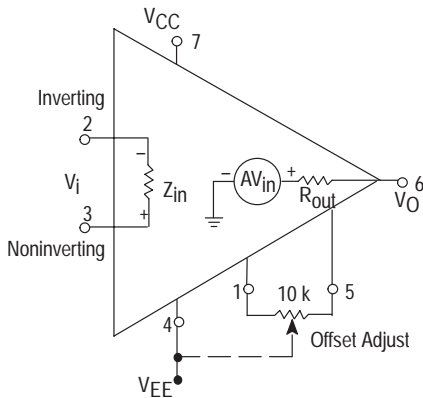 VCC
7
Inverting
2
−
Vi
Zin
− AVin +
Rout
6
VO
3
+
Noninverting
1
10 k
5
4
Offset Adjust
VEE